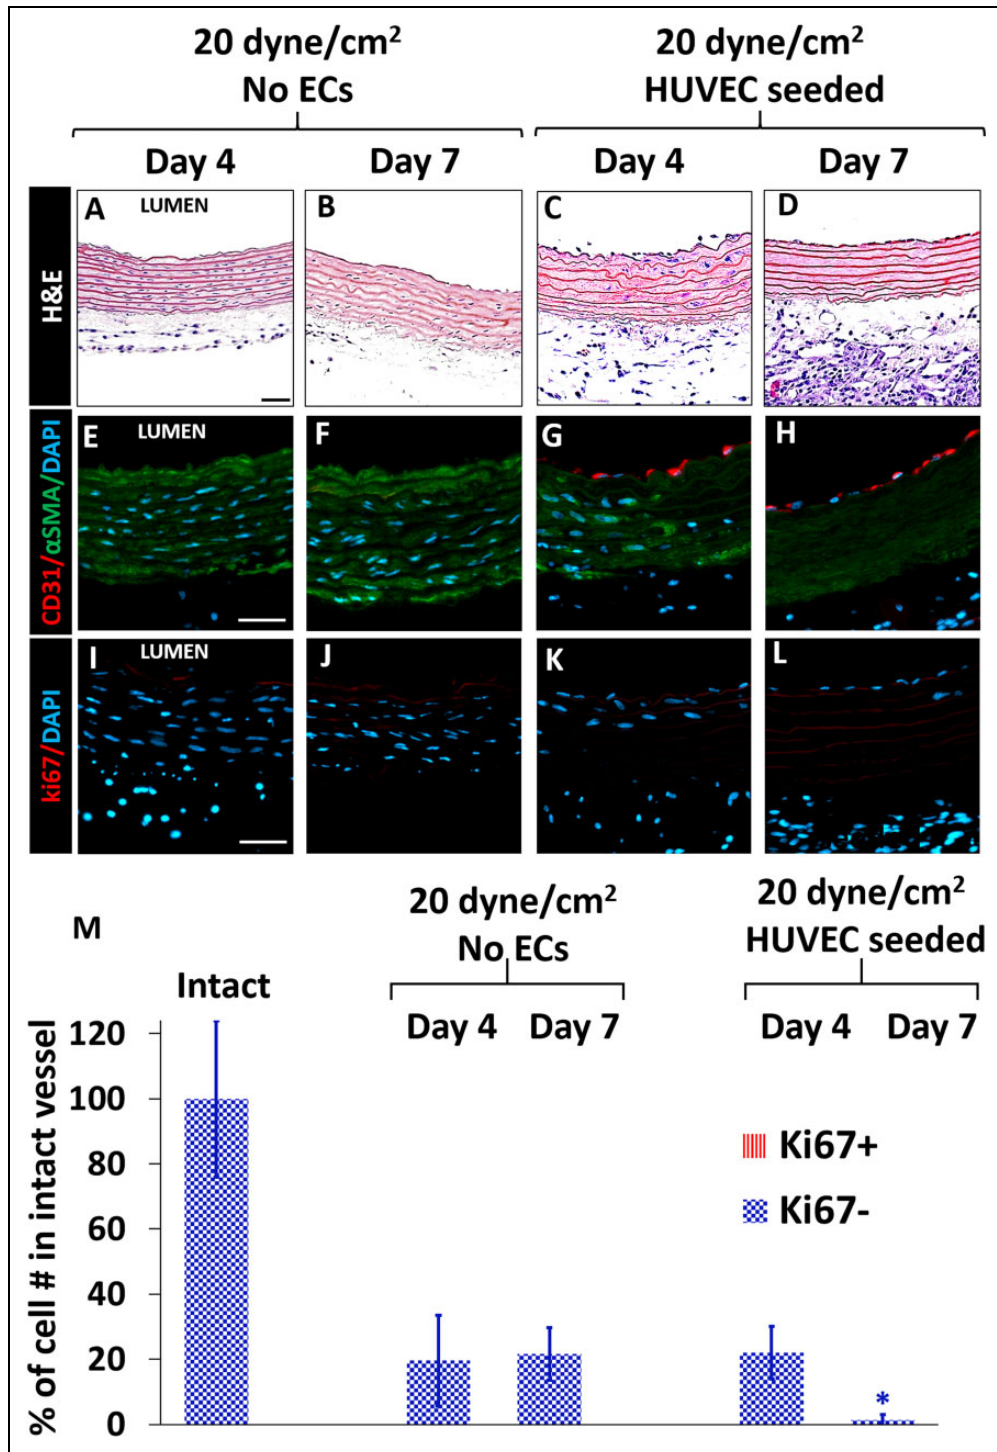 20 dyne/cm²
No ECs
20 dyne/cm²
HUVEC seeded
Day 4
Day 7
Day 4
Day 7
H&E
A
LUMEN
B
C
D
CD31/αSMA/DAPI
E
LUMEN
F
G
H
ki67/DAPI
I
LUMEN
J
K
L
M
Intact
20 dyne/cm²
No ECs
20 dyne/cm²
HUVEC seeded
Day 4
Day 7
Day 4
Day 7
% of cell # in intact vessel
120
100
80
60
40
20
0
Ki67+
Ki67-
*